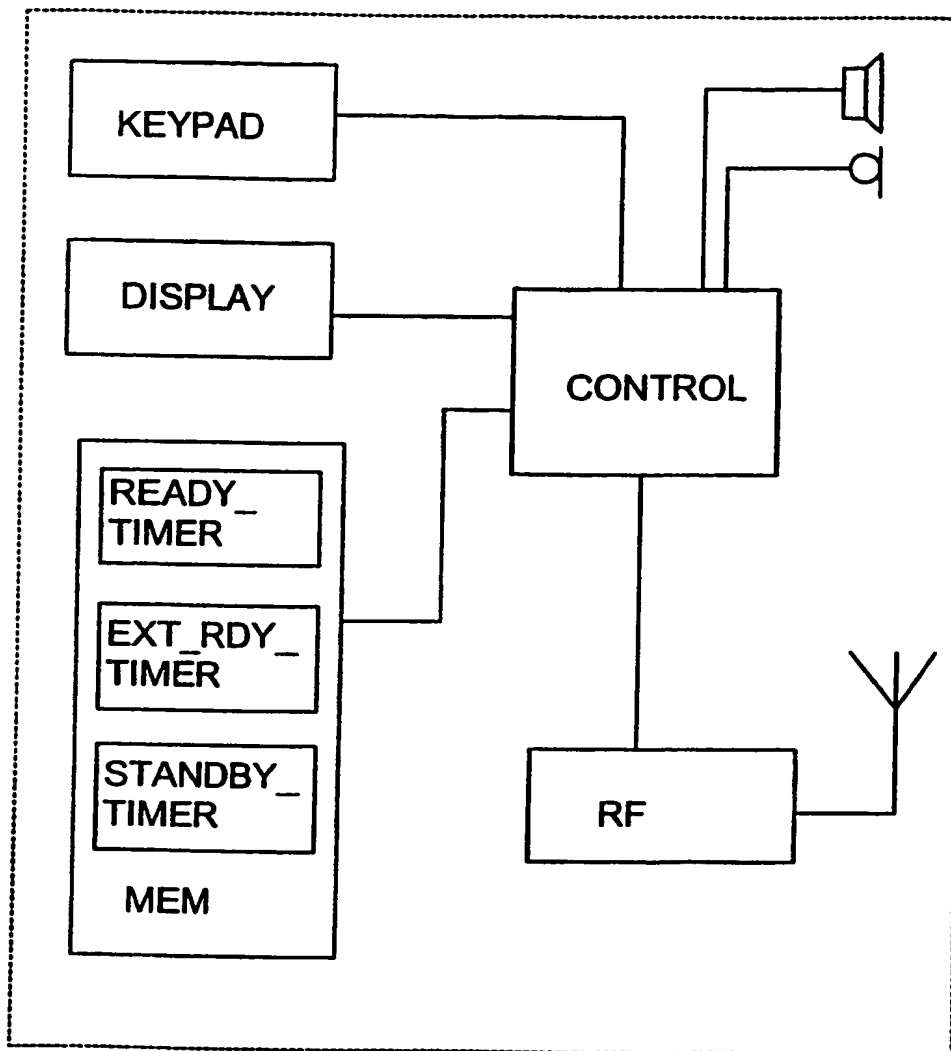 KEYPAD
DISPLAY
CONTROL
READY_
TIMER
EXT_RDY_
TIMER
STANDBY_
TIMER
MEM
RF